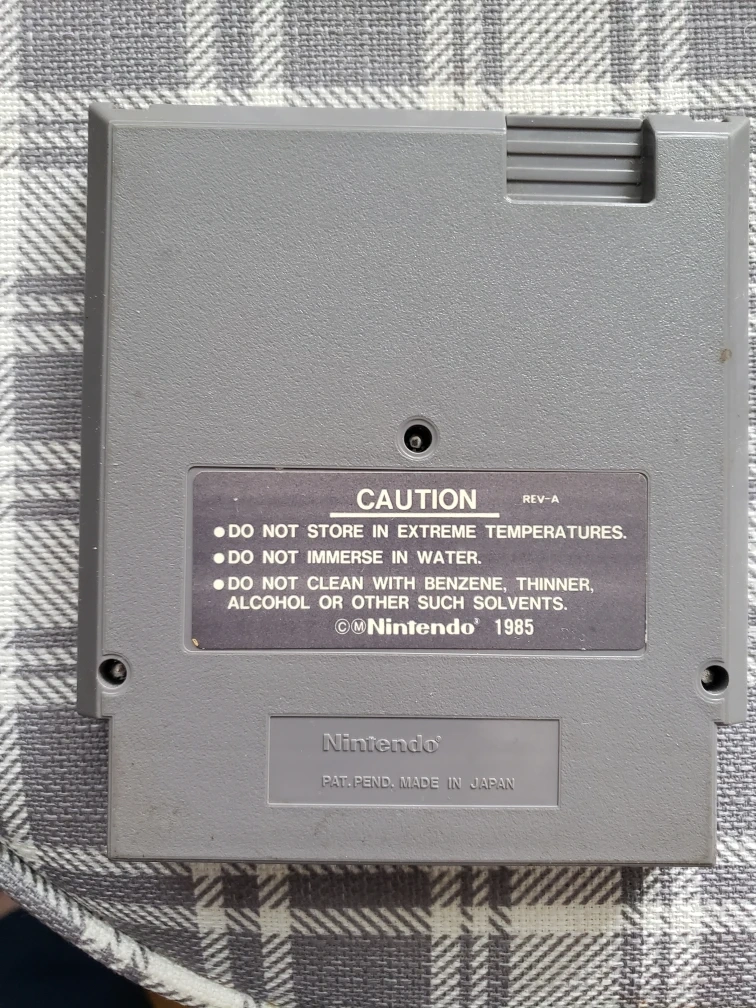 CAUTION REV-A
●DO NOT STORE IN EXTREME TEMPERATURES.
●DO NOT IMMERSE IN WATER.
●DO NOT CLEAN WITH BENZENE, THINNER,
ALCOHOL OR OTHER SUCH SOLVENTS.
©Ⓜ Nintendo® 1985
Nintendo®
PAT. PEND. MADE IN JAPAN